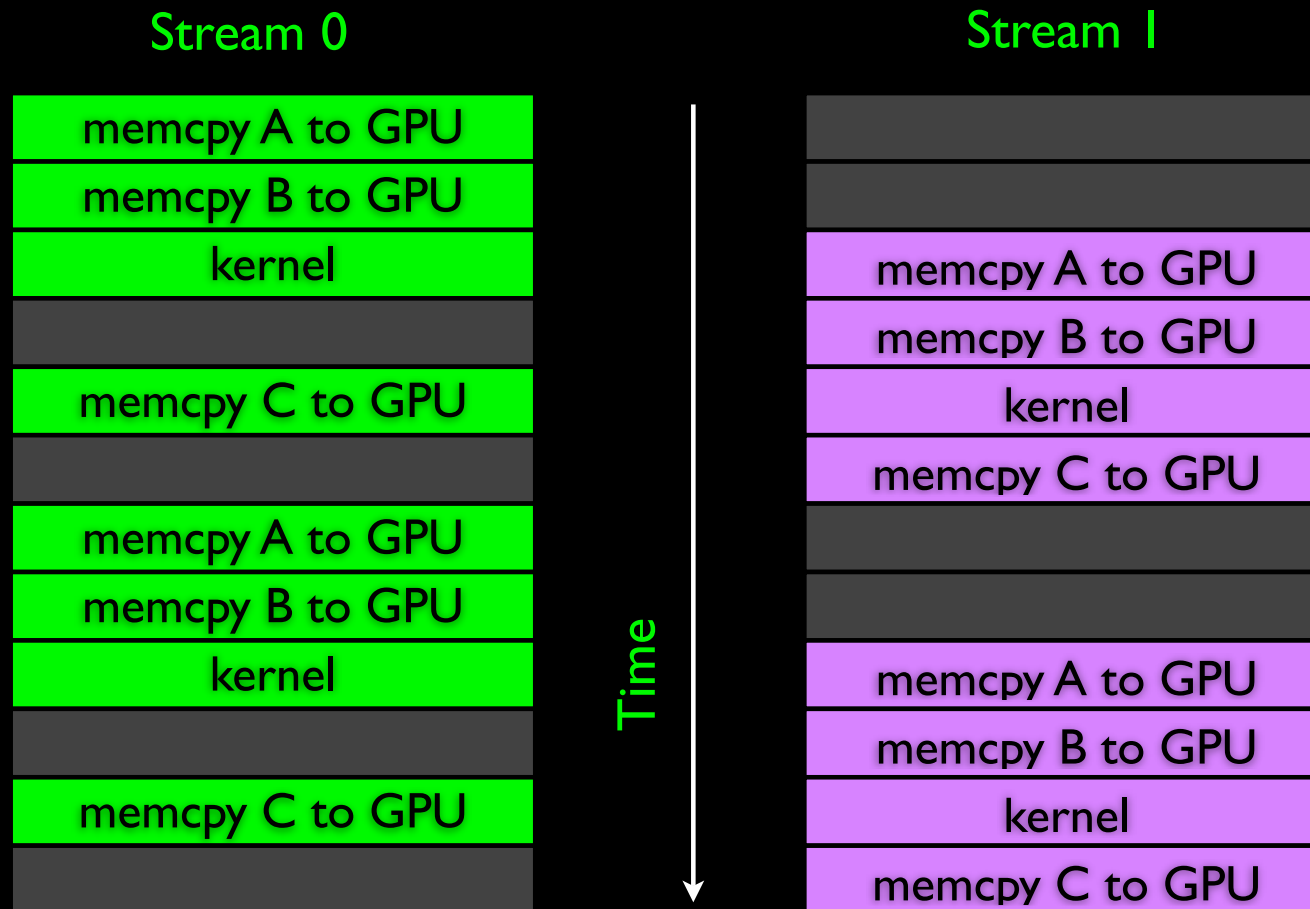 Stream 0
memcpy A to GPU
memcpy B to GPU
kernel
memcpy C to GPU
memcpy A to GPU
memcpy B to GPU
kernel
memcpy C to GPU
Time
Stream 1
memcpy A to GPU
memcpy B to GPU
kernel
memcpy C to GPU
memcpy A to GPU
memcpy B to GPU
kernel
memcpy C to GPU